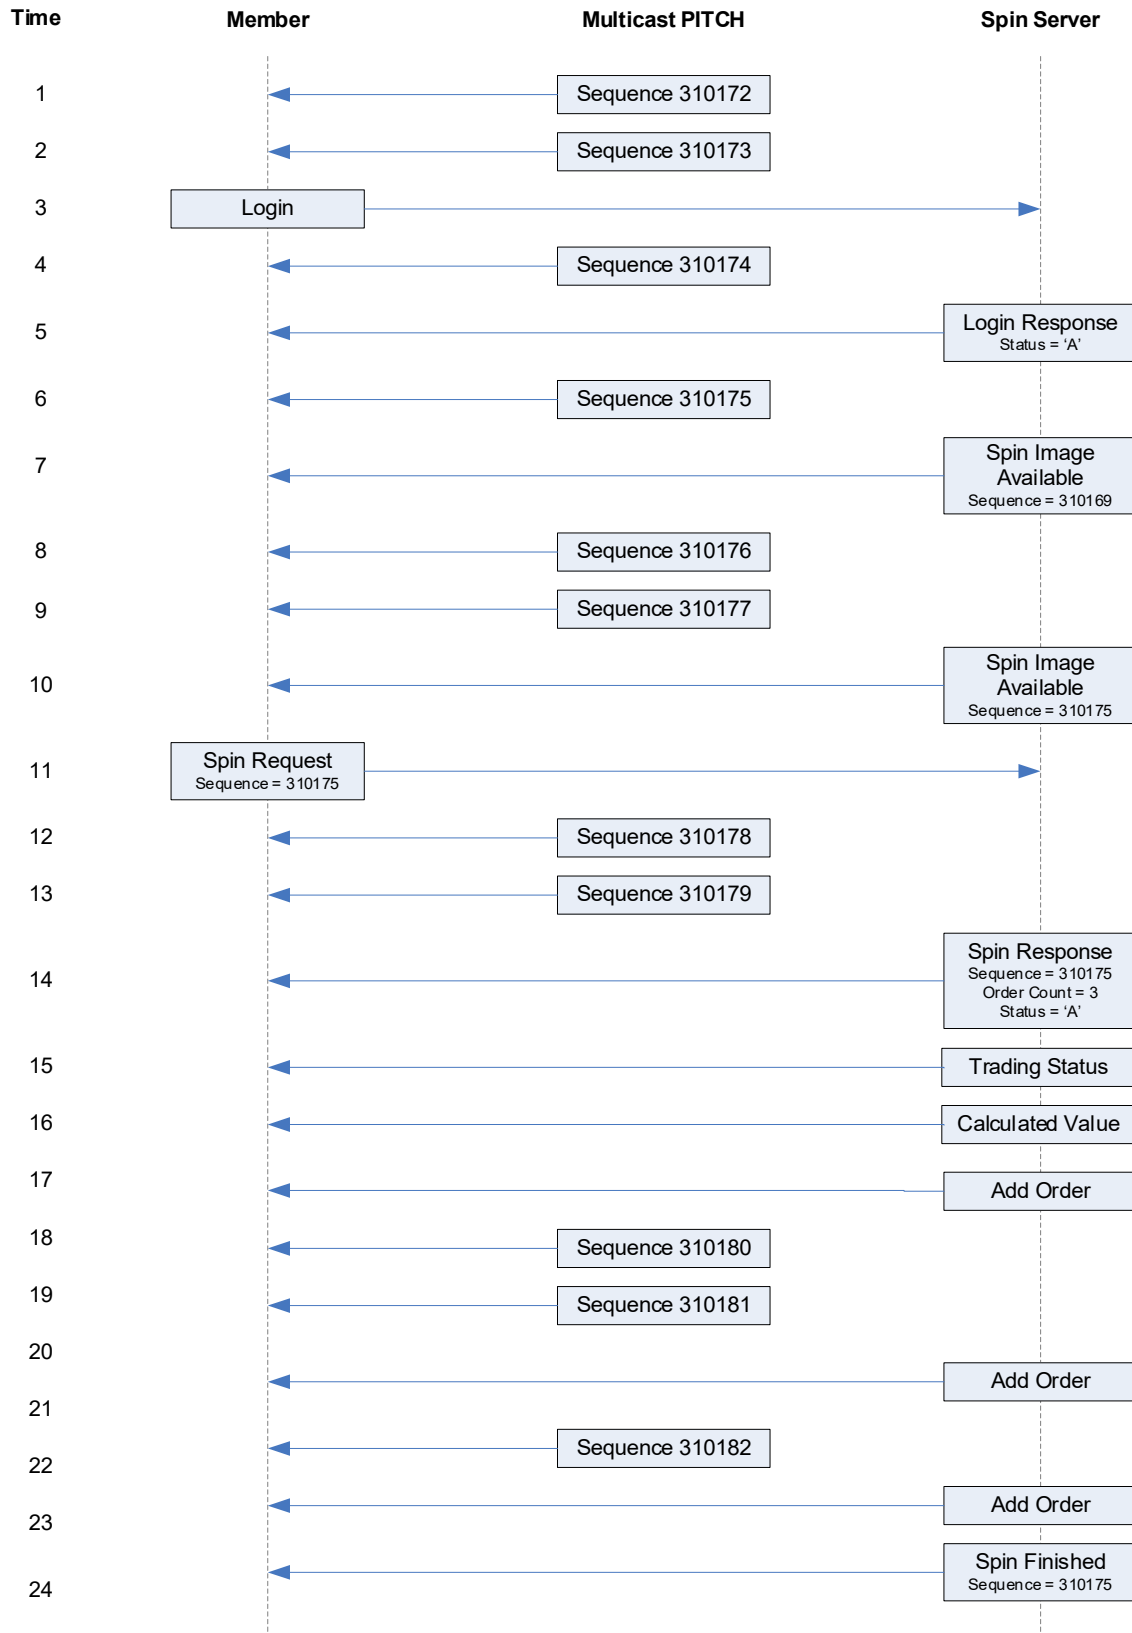 Time Member Multicast PITCH Spin Server
1 Sequence 310172
2 Sequence 310173
3 Login
4 Sequence 310174
5 Login Response
Status = ‘A’
6 Sequence 310175
7 Spin Image
Available
Sequence = 310169
8 Sequence 310176
9 Sequence 310177
10 Spin Image
Available
Sequence = 310175
11 Spin Request
Sequence = 310175
12 Sequence 310178
13 Sequence 310179
14 Spin Response
Sequence = 310175
Order Count = 3
Status = ‘A’
15 Trading Status
16 Calculated Value
17 Add Order
18 Sequence 310180
19 Sequence 310181
20
Add Order
21
Sequence 310182
22
Add Order
23
Spin Finished
Sequence = 310175
24